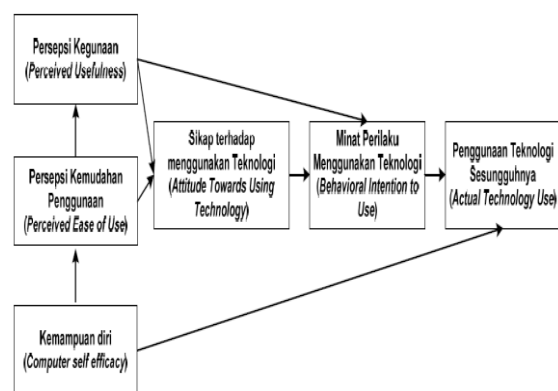 Persepsi Kegunaan
(Perceived Usefulness)
Sikap terhadap
menggunakan Teknologi
(Attitude Towards Using
Technology)
Minat Perilaku
Menggunakan Teknologi
(Behavioral Intention to
Use)
Penggunaan Teknologi
Sesungguhnya
(Actual Technology Use)
Persepsi Kemudahan
Penggunaan
(Perceived Ease of Use)
Kemampuan diri
(Computer self efficacy)